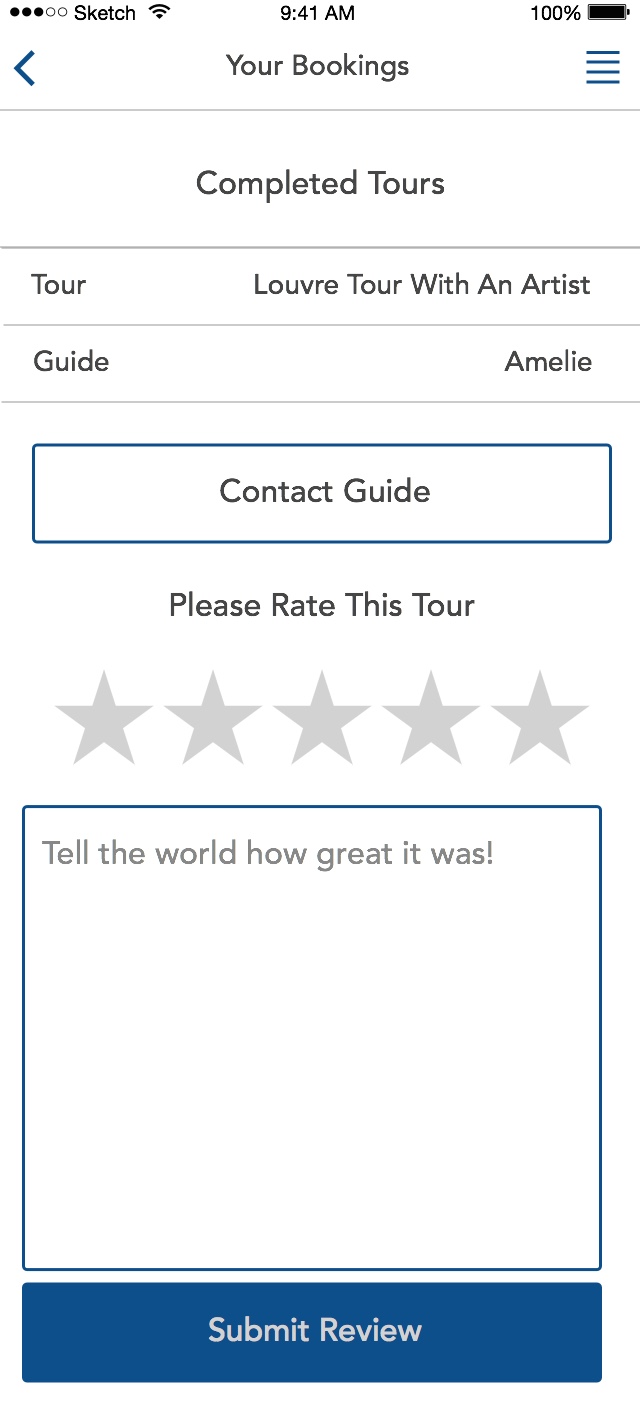 Sketch 9:41 AM 100%
Your Bookings
Completed Tours
Tour Louvre Tour With An Artist
Guide Amelie
Contact Guide
Please Rate This Tour
Tell the world how great it was!
Submit Review